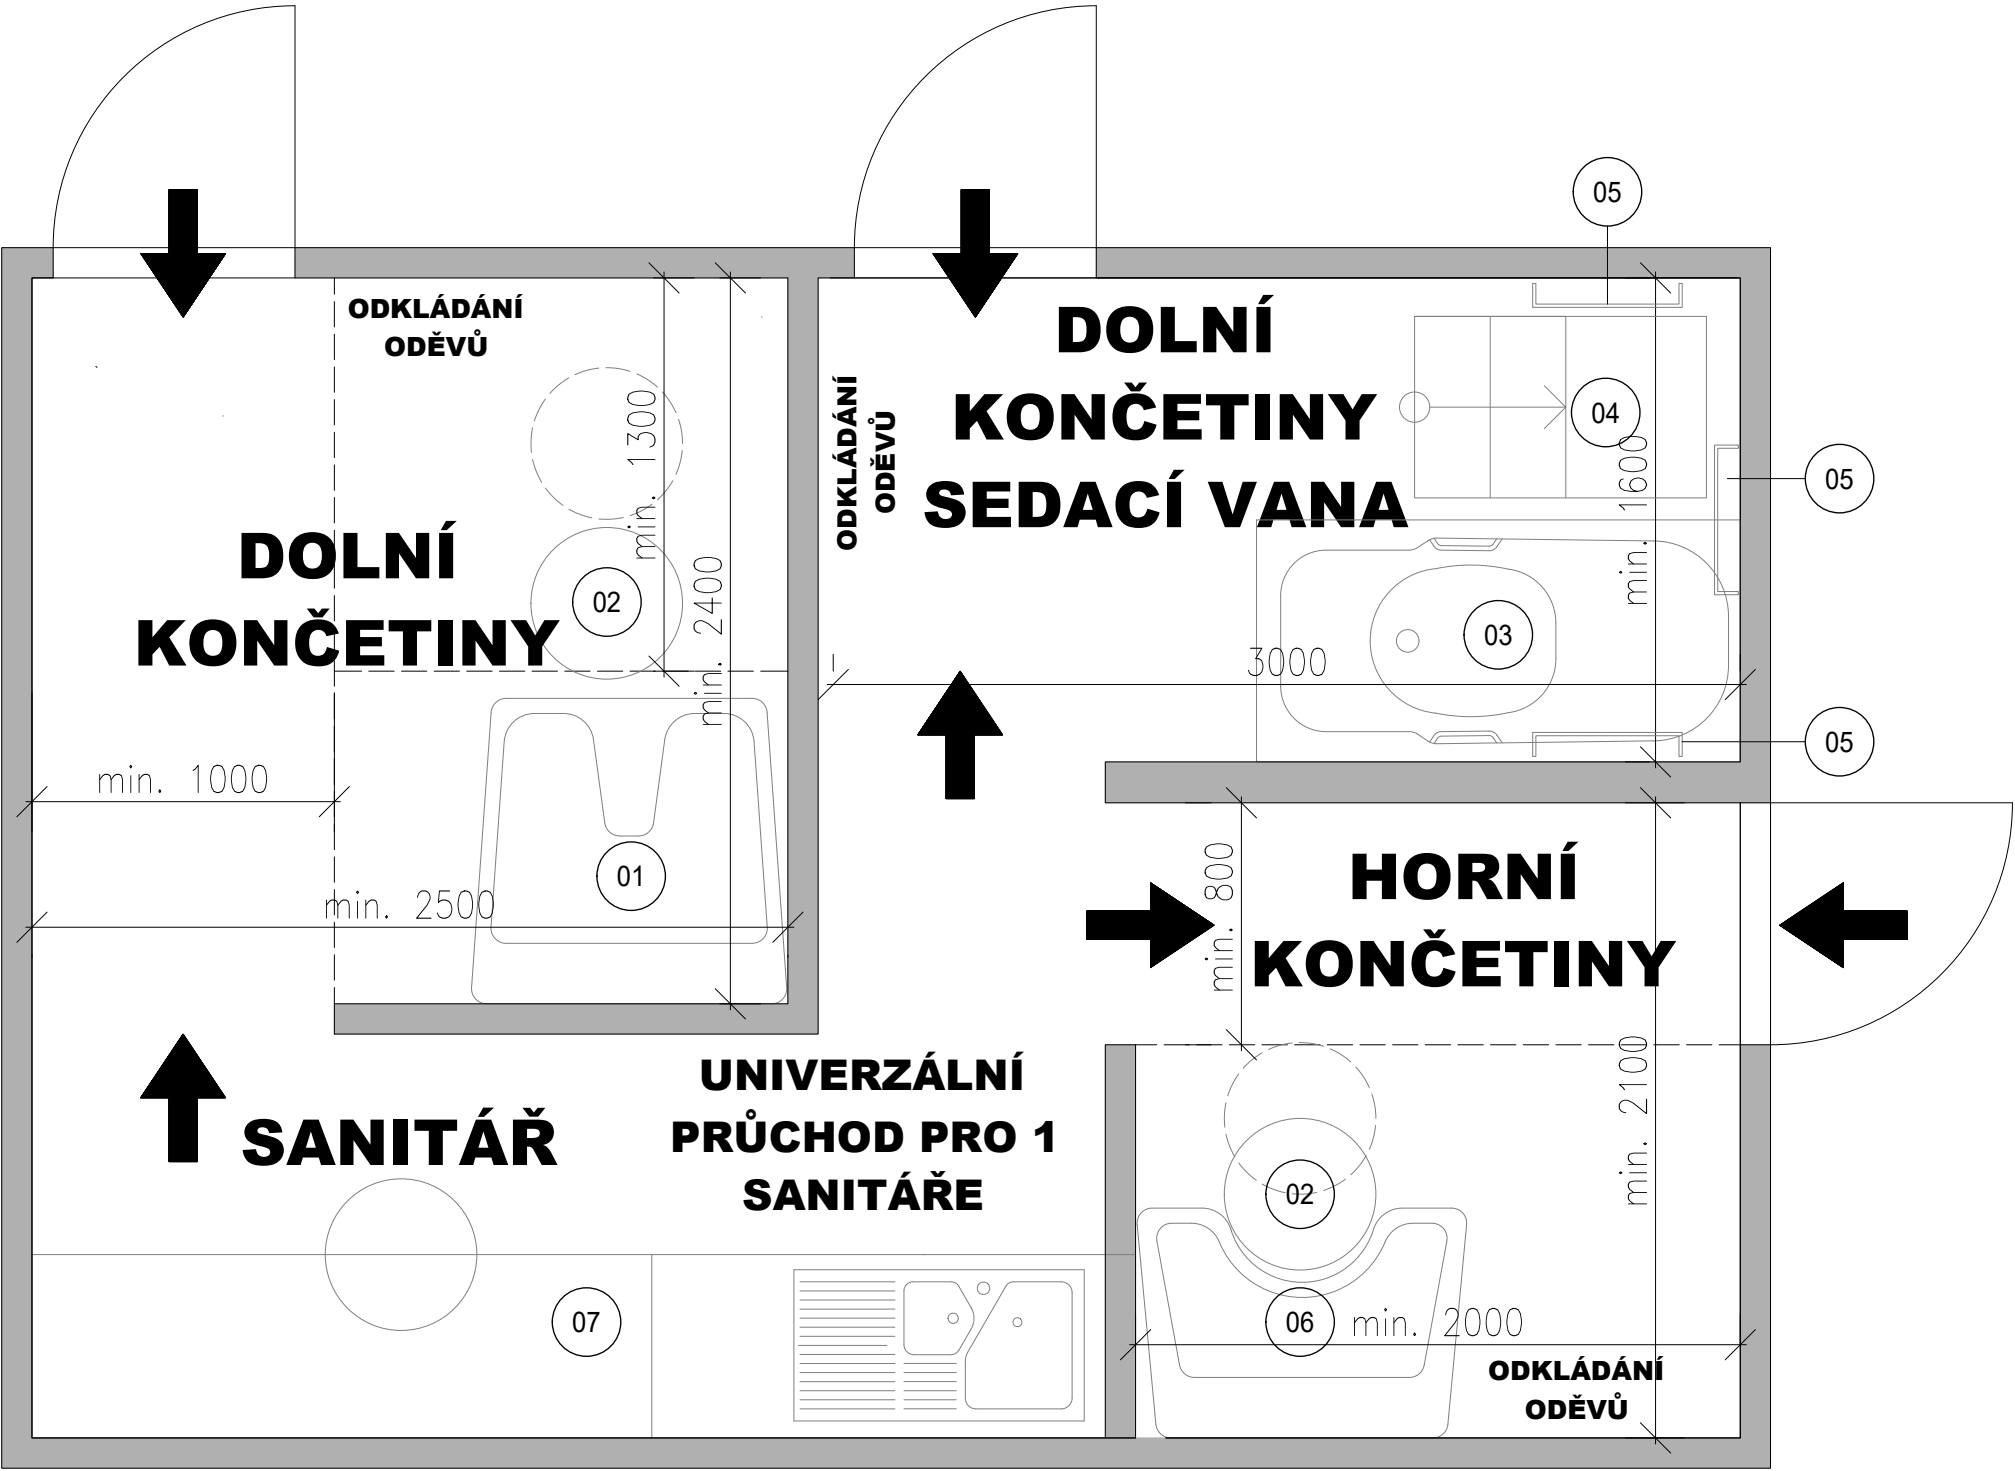 05
ODKLÁDÁNÍ
ODĚVŮ
DOLNÍ
KONČETINY
SEDACÍ VANA
ODKLÁDÁNÍ
ODĚVŮ
04
min. 1300
min. 1600
05
DOLNÍ
KONČETINY
02
min. 2400
03
3000
05
min. 1000
min. 2500
01
min. 800
HORNÍ
KONČETINY
SANITÁŘ
UNIVERZÁLNÍ
PRŮCHOD PRO 1
SANITÁŘE
min. 2100
02
07
06
min. 2000
ODKLÁDÁNÍ
ODĚVŮ